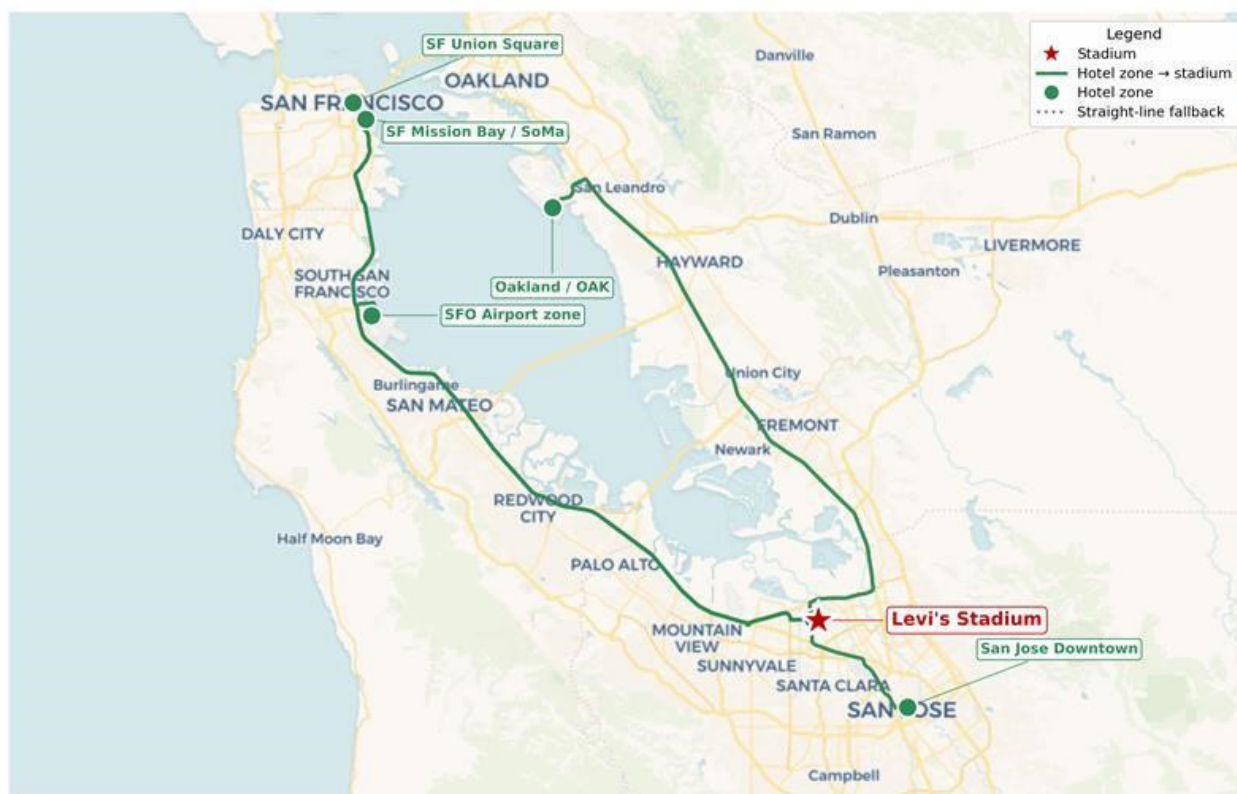 SF Union Square
OAKLAND
SAN FRANCISCO
SF Mission Bay / SoMa
Danville
San Ramon
Legend
Stadium
Hotel zone → stadium
Hotel zone
Straight-line fallback
San Leandro
DALY CITY
Dublin
LIVERMORE
HAYWARD
Pleasanton
SOUTH SAN
FRANCISCO
Oakland / OAK
SFO Airport zone
Burlingame
SAN MATEO
Union City
FREMONT
Newark
REDWOOD
CITY
Half Moon Bay
PALO ALTO
Levi's Stadium
MOUNTAIN
VIEW
SUNNYVALE
San Jose Downtown
SANTA CLARA
SAN JOSE
Campbell